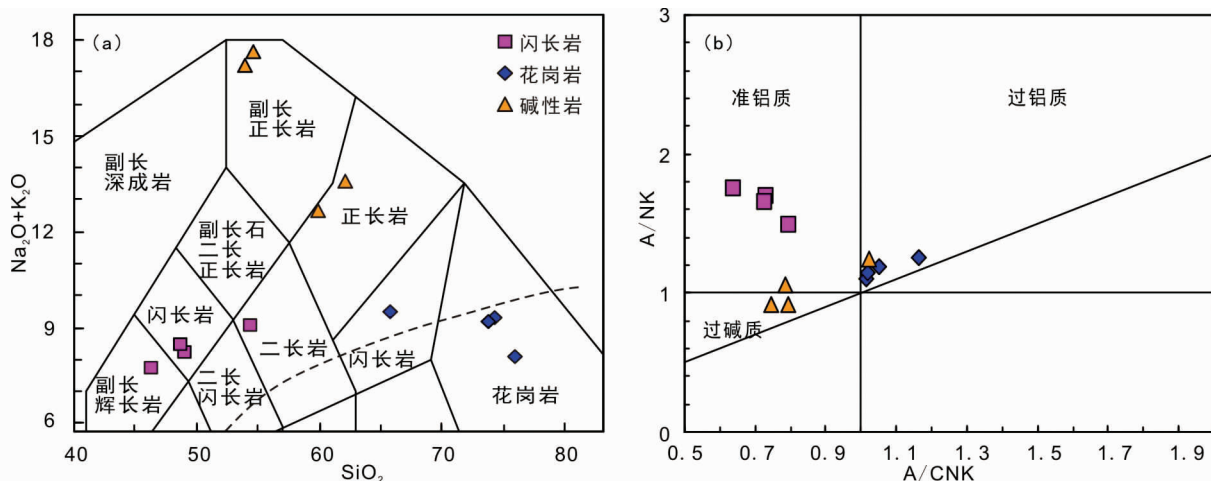 (a)
闪长岩
花岗岩
碱性岩
18
15
12
9
6
Na₂O+K₂O
副长
正长岩
副长
深成岩
正长岩
副长石
二长
正长岩
闪长岩
二长岩
闪长岩
副长
辉长岩
二长
闪长岩
花岗岩
40
50
60
70
80
SiO₂
(b)
3
2
1
0
A/NK
准铝质
过铝质
过碱质
0.5
0.7
0.9
1.1
1.3
1.5
1.7
1.9
A/CNK